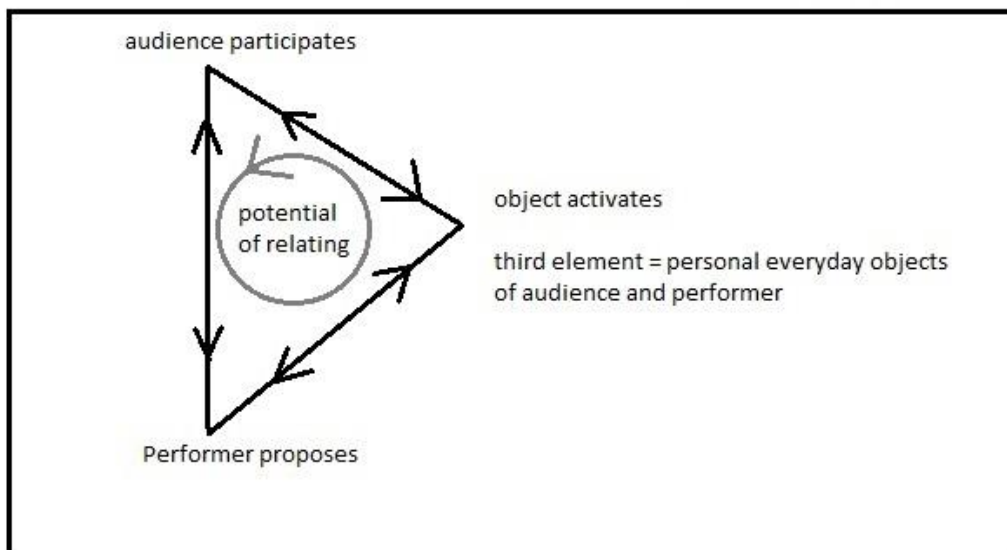 audience participates
potential
of relating
object activates
third element = personal everyday objects
of audience and performer
Performer proposes